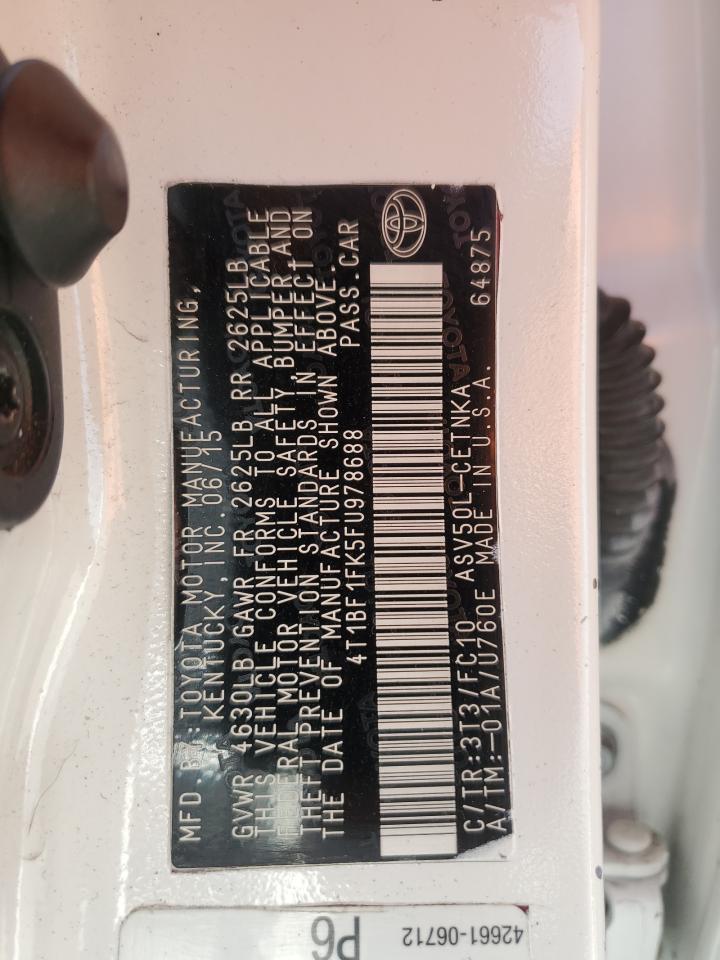 MFD.BY:TOYOTA MOTOR MANUFACTURING,
KENTUCKY,INC.06/15
GVWR 4630LB GAWR FR 2625LB RR 2625LB
THIS VEHICLE CONFORMS TO ALL APPLICABLE
FEDERAL MOTOR VEHICLE SAFETY,BUMPER,AND
THEFT PREVENTION STANDARDS IN EFFECT ON
THE DATE OF MANUFACTURE SHOWN ABOVE.
4T1BF1FK5FU978688 PASS.CAR
C/TR:3T3/FC10 ASV50L-CETNKA
A/TM:-01A/U760E MADE IN U.S.A. 64875
P6
42661-06712